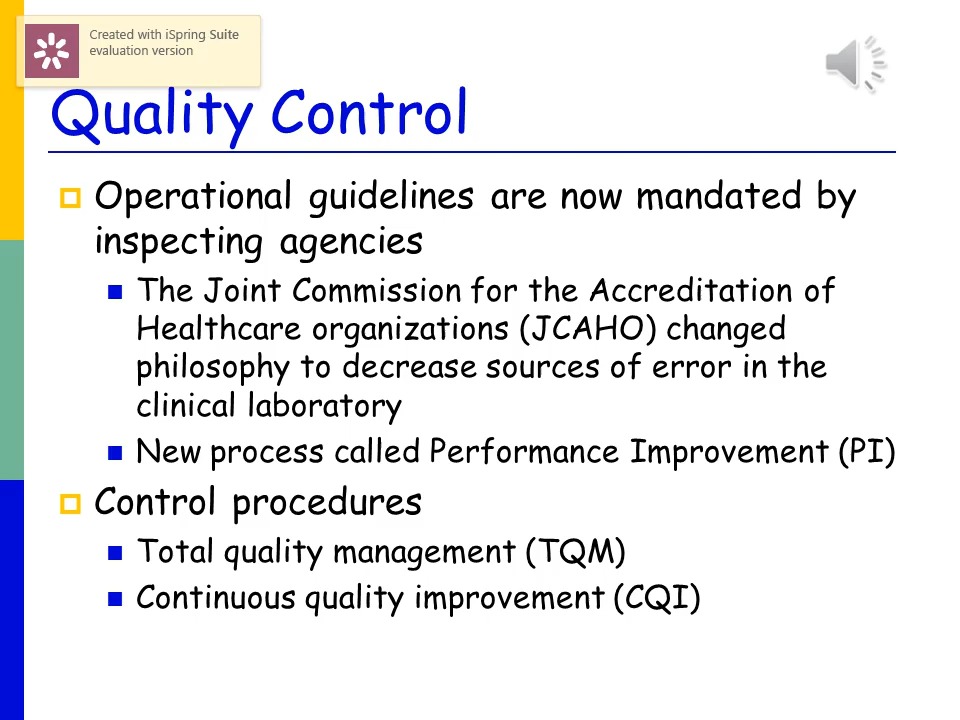 Created with iSpring Suite
evaluation version
Quality Control
Operational guidelines are now mandated by
inspecting agencies
The Joint Commission for the Accreditation of
Healthcare organizations (JCAHO) changed
philosophy to decrease sources of error in the
clinical laboratory
New process called Performance Improvement (PI)
Control procedures
Total quality management (TQM)
Continuous quality improvement (CQI)